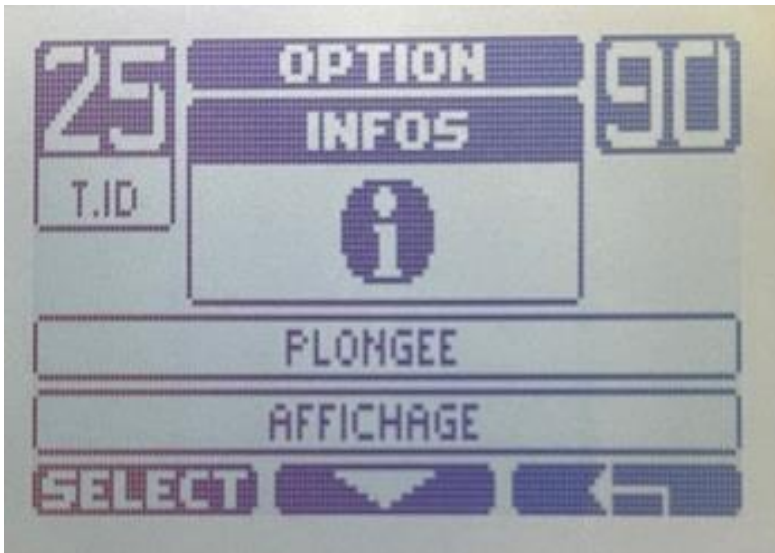 25
OPTION
90
INFOS
T.ID
i
PLONGEE
AFFICHAGE
SELECT